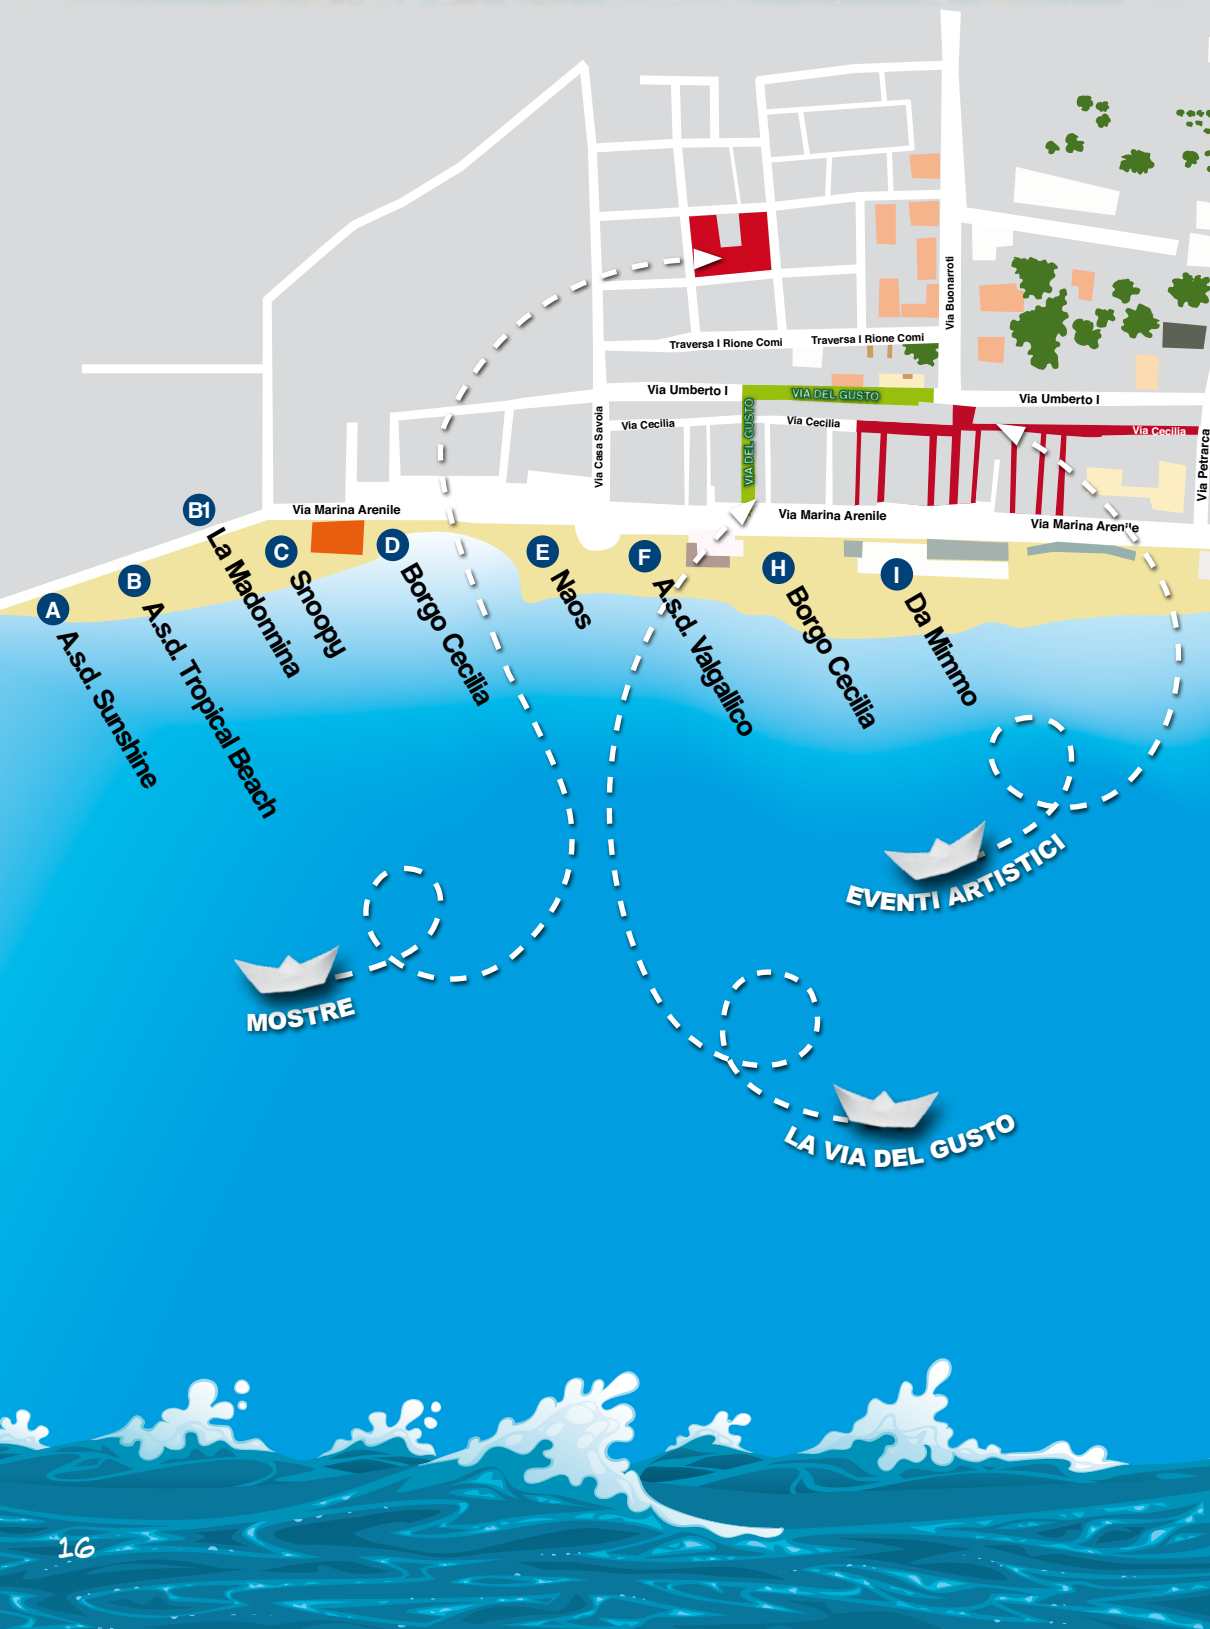 Via Buonarroti
Traversa I Rione Comi
Traversa I Rione Comi
Via Umberto I
VIA DEL GUSTO
Via Umberto I
VIA DEL GUSTO
Via Casa Savoia
Via Cecilia
Via Cecilia
Via Cecilia
Via Petrarca
Via Marina Arenile
Via Marina Arenile
Via Marina Arenile
A
A.s.d. Sunshine
B
A.s.d. Tropical Beach
B1
La Madonnina
C
Snoopy
D
Borgo Cecilia
E
Naos
F
A.s.d. Valgallico
H
Borgo Cecilia
I
Da Mimmo
EVENTI ARTISTICI
MOSTRE
LA VIA DEL GUSTO
16